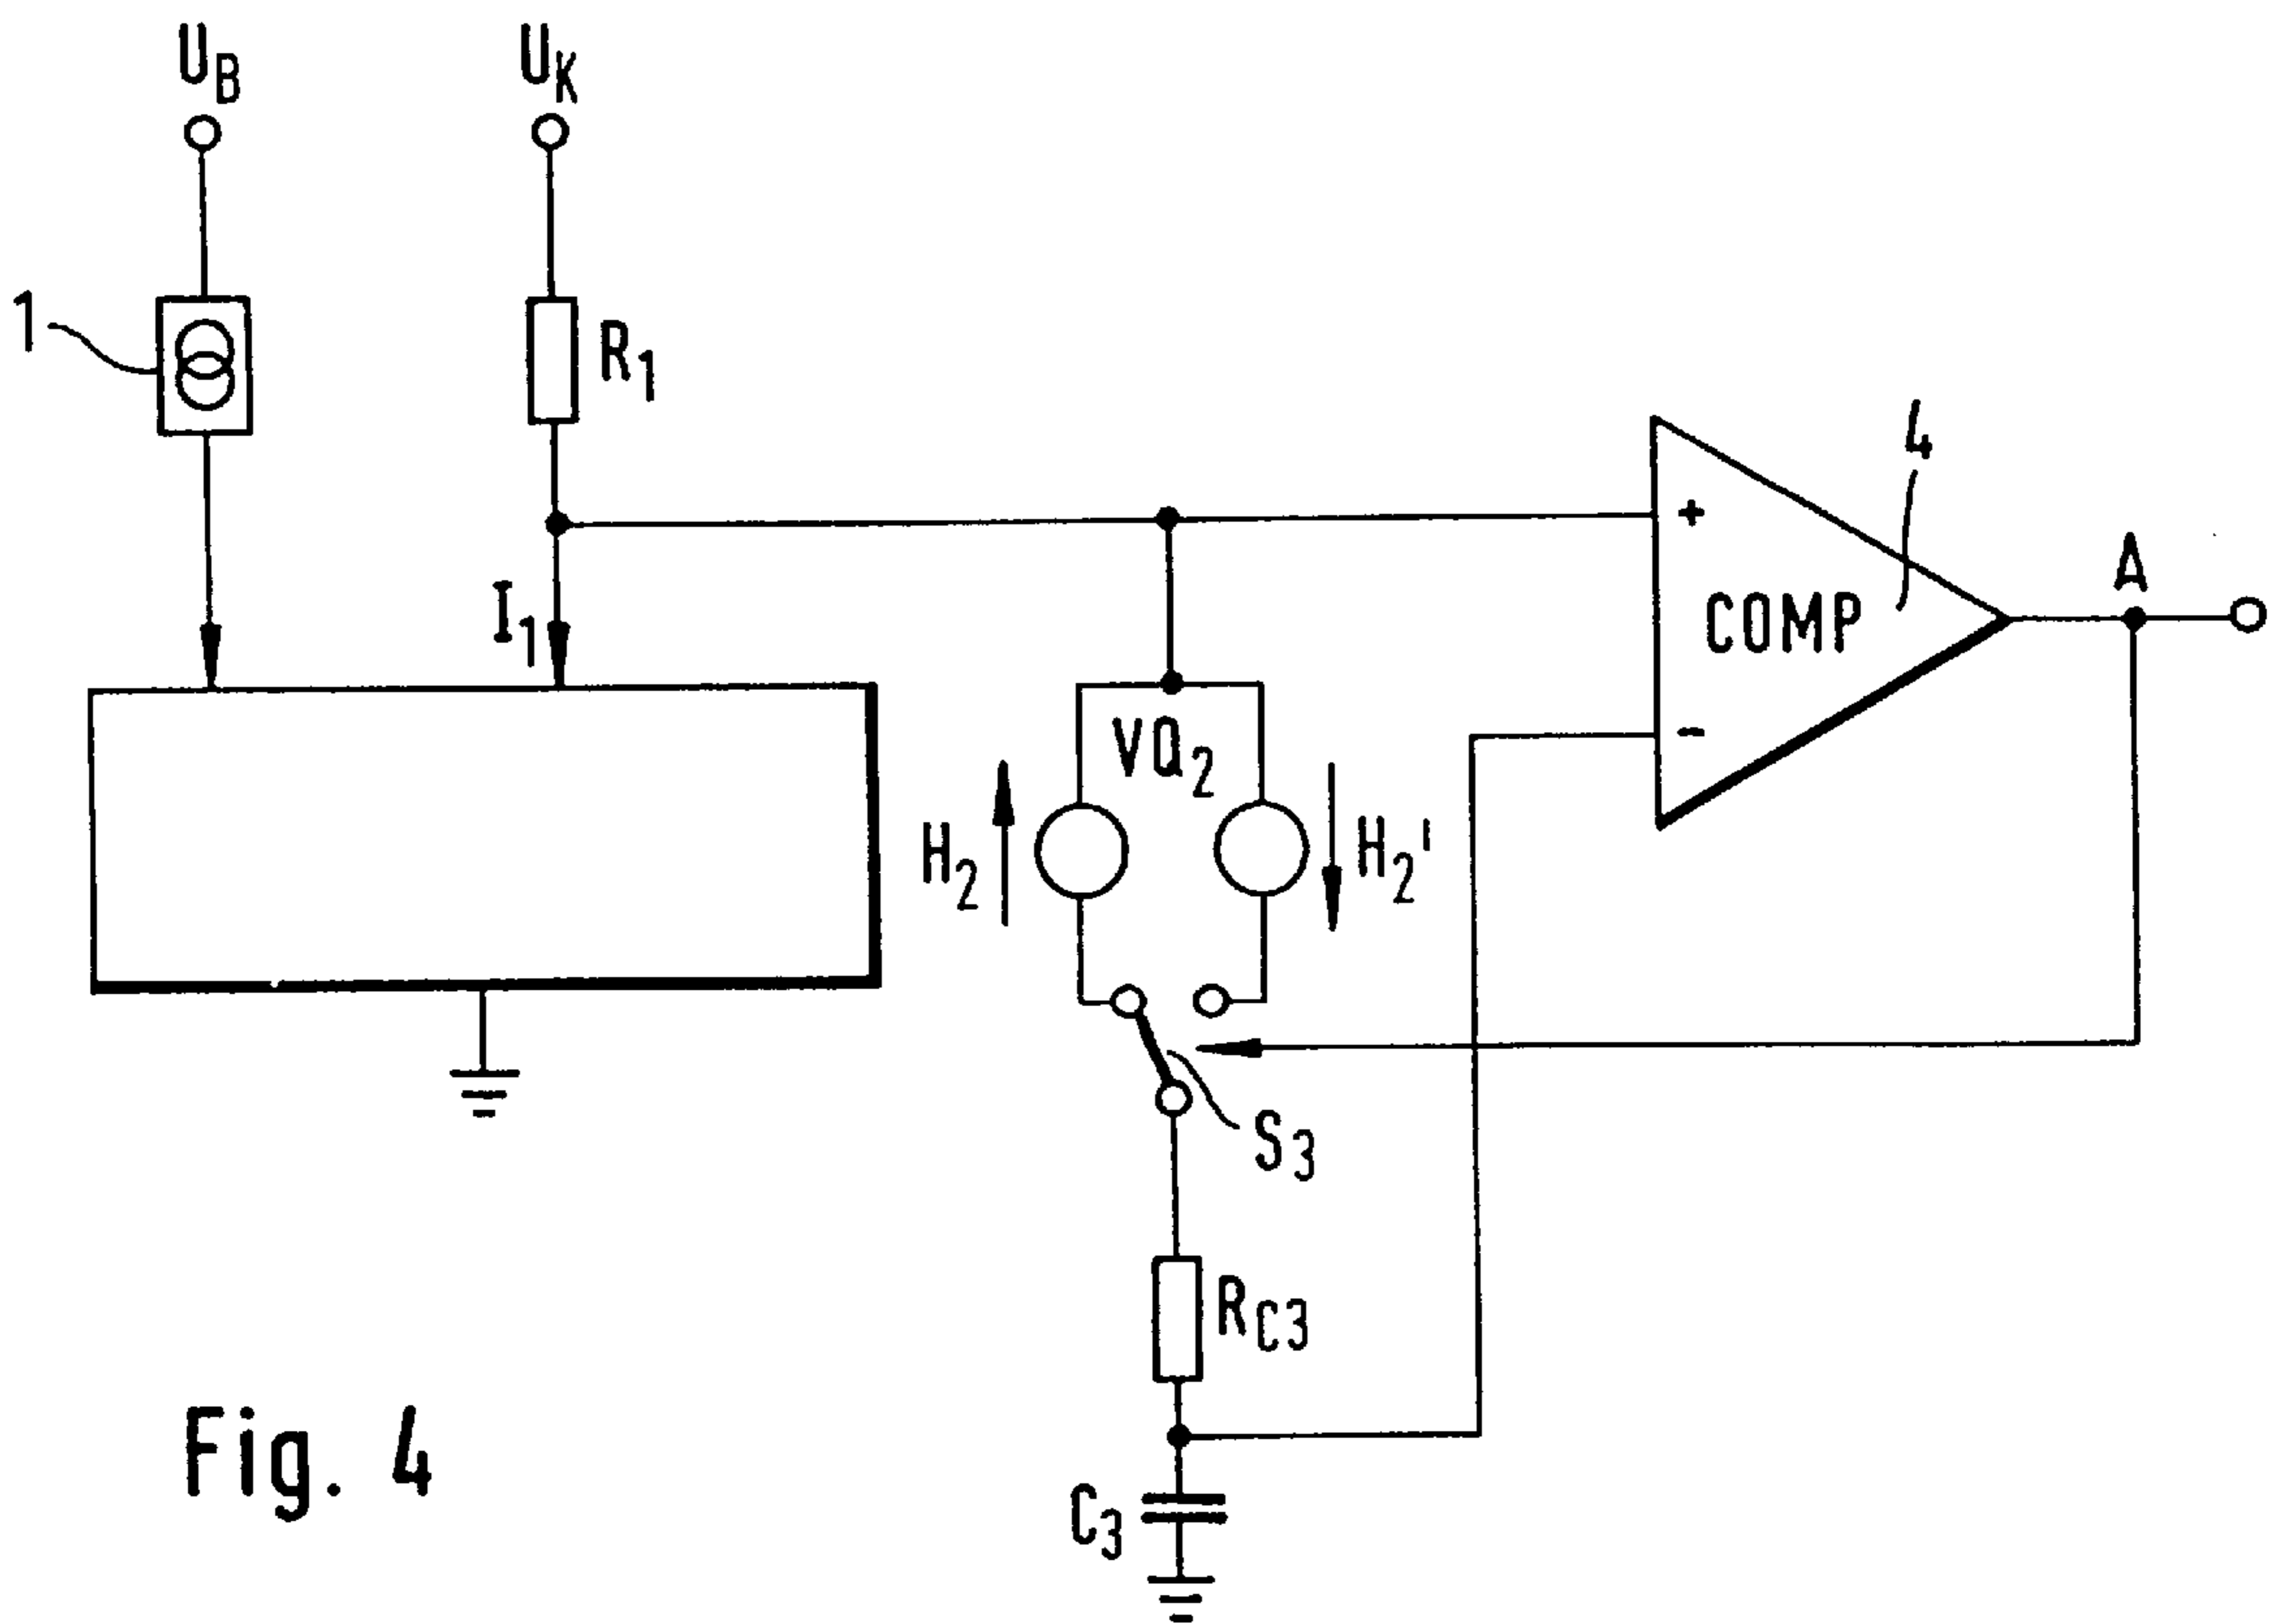 U_B
U_K
1
R_1
4
+
COMP
A
I_1
-
VQ_2
H_2
H_2'
S_3
R_C3
C_3
Fig. 4